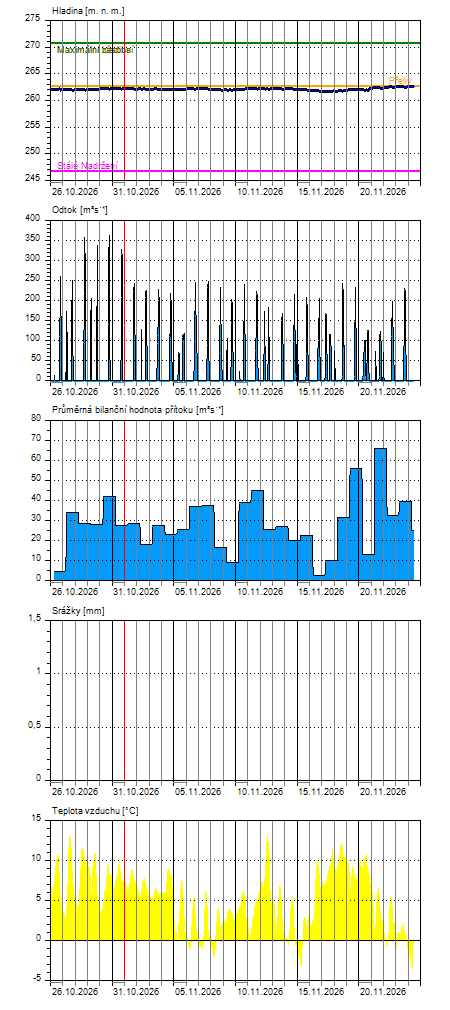 Hladina [m. n. m.]
275
270
Maximální
265
Přeliv
260
255
250
Stálé Nadržení
245
26.10.2026 31.10.2026 05.11.2026 10.11.2026 15.11.2026 20.11.2026
Odtok [m³s⁻¹]
400
350
300
250
200
150
100
50
0
26.10.2026 31.10.2026 05.11.2026 10.11.2026 15.11.2026 20.11.2026
Průměrná bilanční hodnota přítoku [m³s⁻¹]
80
70
60
50
40
30
20
10
0
26.10.2026 31.10.2026 05.11.2026 10.11.2026 15.11.2026 20.11.2026
Srážky [mm]
1,5
1
0,5
0
26.10.2026 31.10.2026 05.11.2026 10.11.2026 15.11.2026 20.11.2026
Teplota vzduchu [°C]
15
10
5
0
-5
26.10.2026 31.10.2026 05.11.2026 10.11.2026 15.11.2026 20.11.2026